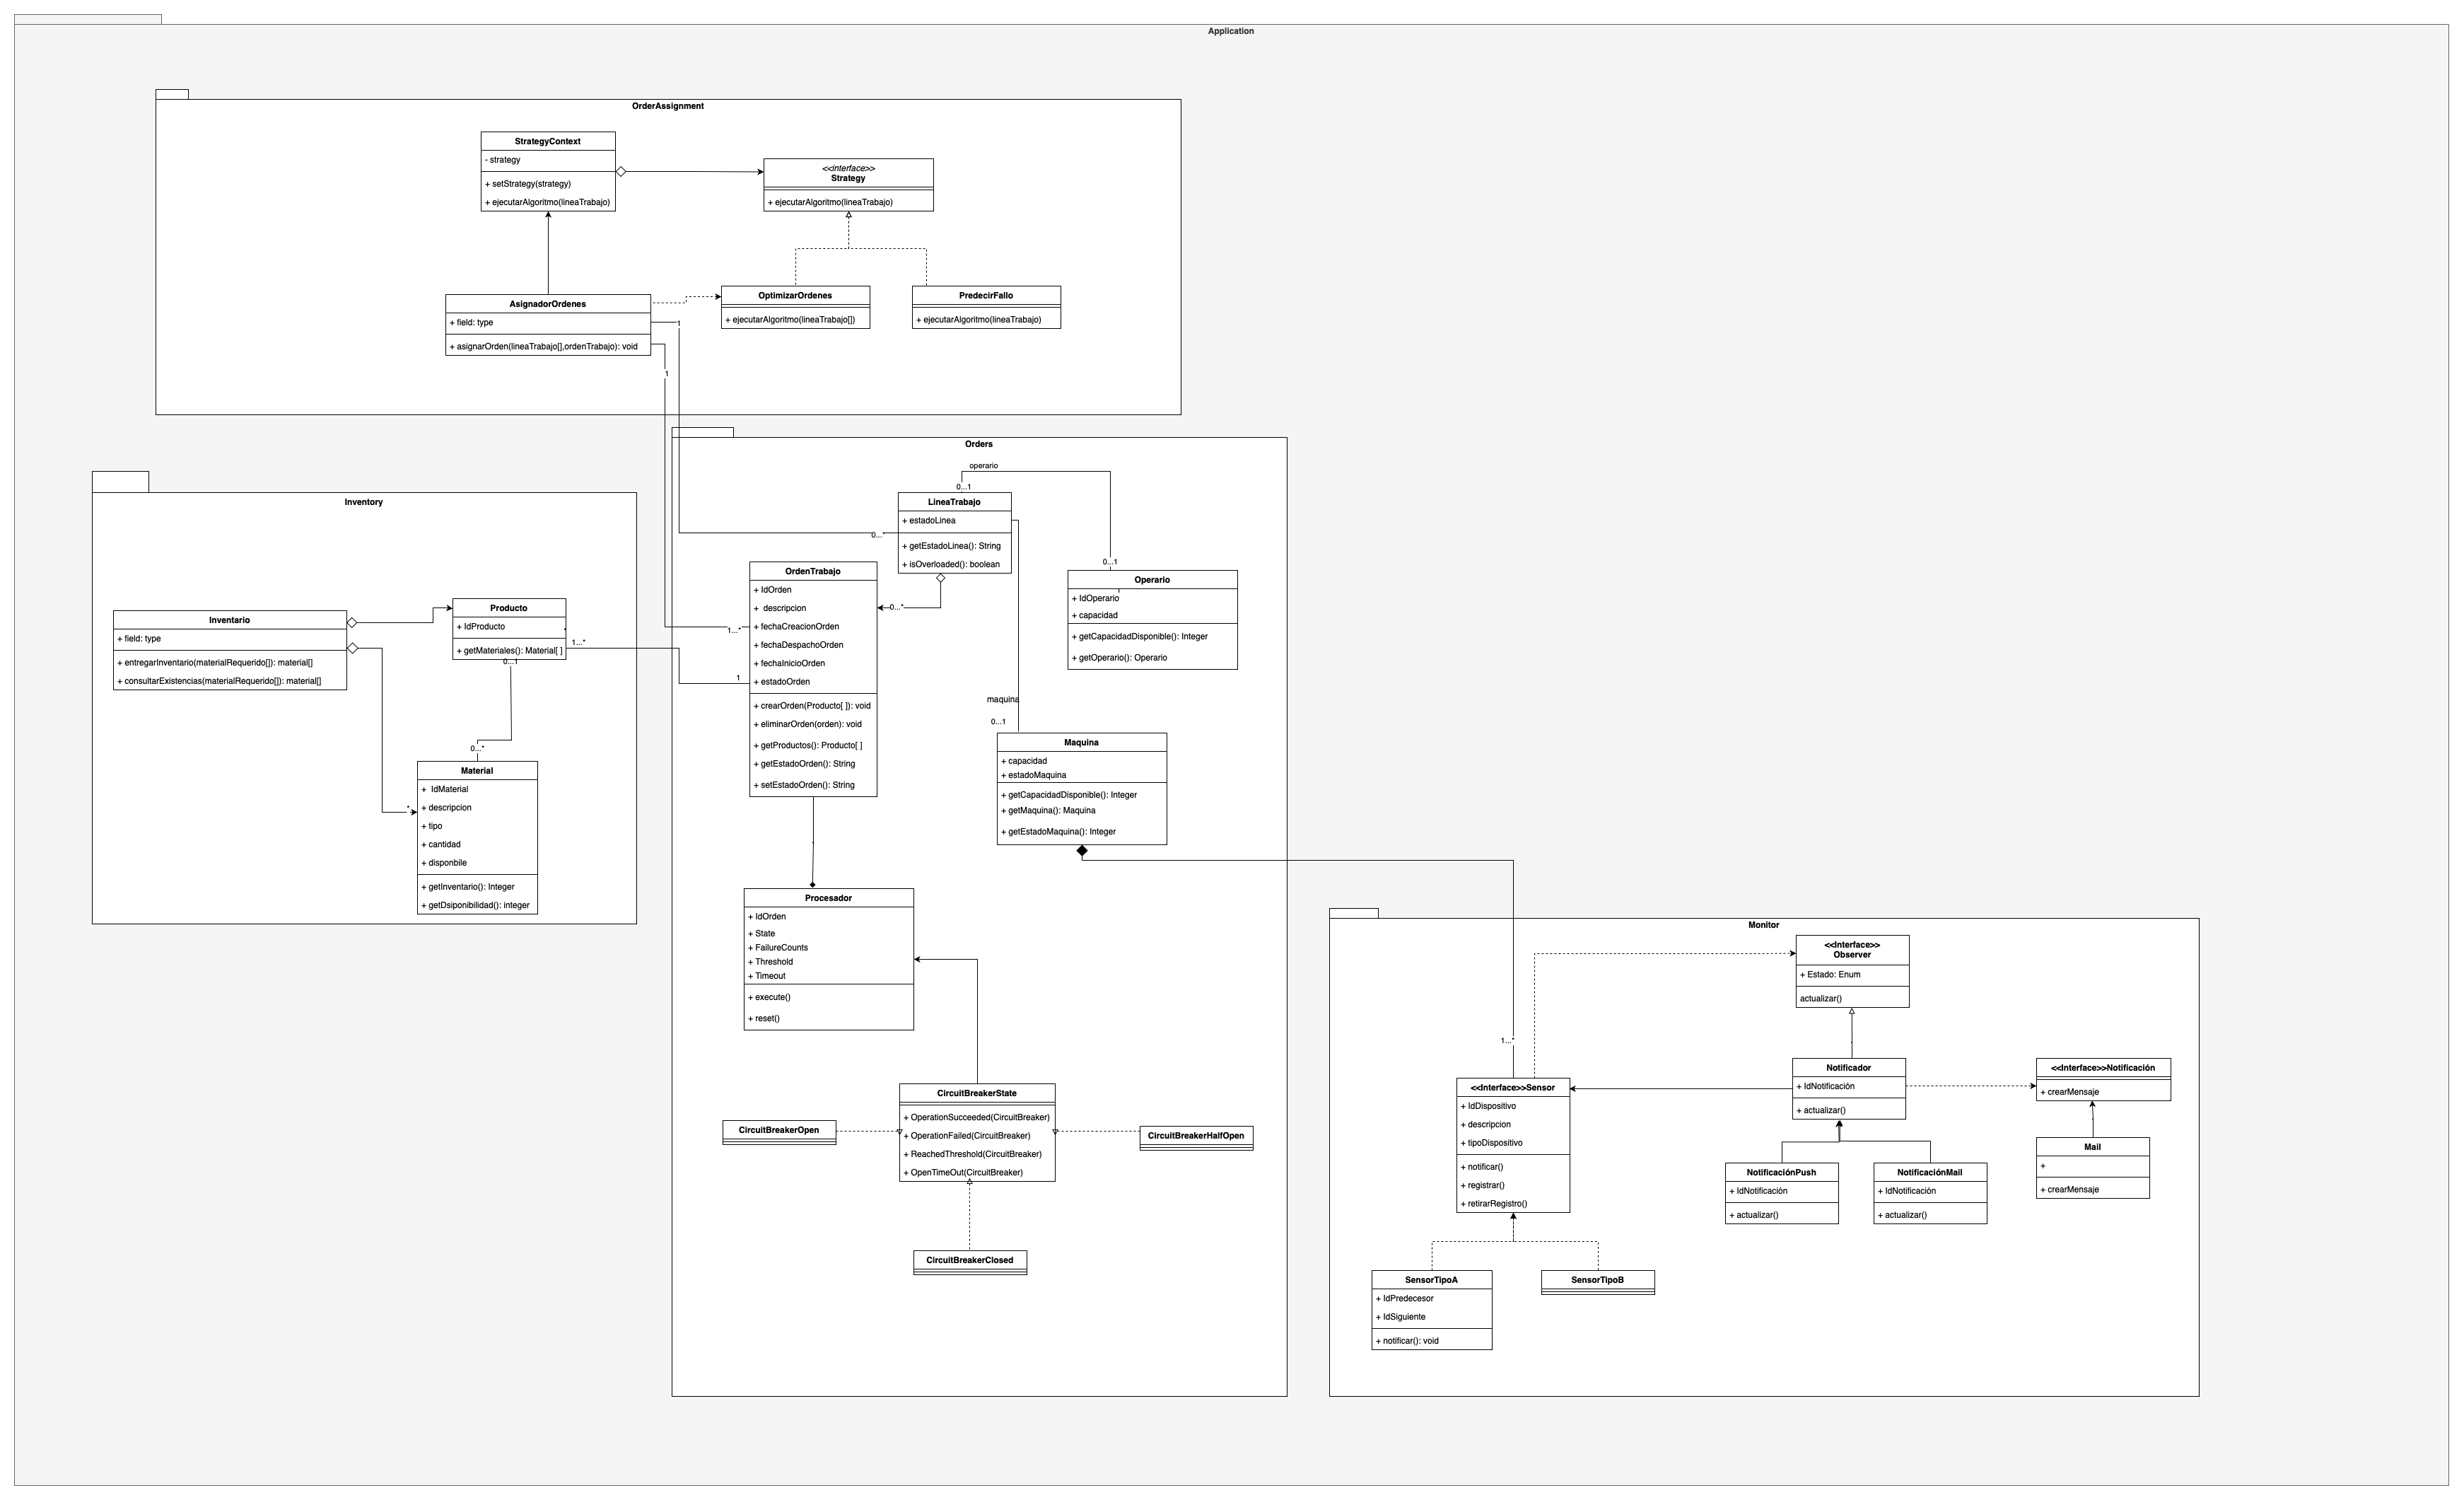 Application
OrderAssignment
StrategyContext
- strategy
+ setStrategy(strategy)
+ ejecutarAlgoritmo(lineaTrabajo)
<<interface>>
Strategy
+ ejecutarAlgoritmo(lineaTrabajo)
AsignadorOrdenes
+ field: type
+ asignarOrden(lineaTrabajo[],ordenTrabajo): void
OptimizarOrdenes
+ ejecutarAlgoritmo(lineaTrabajo[])
PredecirFallo
+ ejecutarAlgoritmo(lineaTrabajo)
1
1
Inventory
Inventario
+ field: type
+ entregarInventario(materialRequerido[]): material[]
+ consultarExistencias(materialRequerido[]): material[]
Producto
+ IdProducto
+ getMateriales(): Material[ ]
0...1
1...*
0...*
*
Material
+ IdMaterial
+ descripcion
+ tipo
+ cantidad
+ disponbile
+ getInventario(): Integer
+ getDsiponibilidad(): integer
Orders
operario
0...1
LineaTrabajo
+ estadoLinea
+ getEstadoLinea(): String
+ isOverloaded(): boolean
0...*
0...*
1...*
1
OrdenTrabajo
+ IdOrden
+ descripcion
+ fechaCreacionOrden
+ fechaDespachoOrden
+ fechaInicioOrden
+ estadoOrden
+ crearOrden(Producto[ ]): void
+ eliminarOrden(orden): void
+ getProductos(): Producto[ ]
+ getEstadoOrden(): String
+ setEstadoOrden(): String
0...1
Operario
+ IdOperario
+ capacidad
+ getCapacidadDisponible(): Integer
+ getOperario(): Operario
maquina
0...1
Maquina
+ capacidad
+ estadoMaquina
+ getCapacidadDisponible(): Integer
+ getMaquina(): Maquina
+ getEstadoMaquina(): Integer
Procesador
+ IdOrden
+ State
+ FailureCounts
+ Threshold
+ Timeout
+ execute()
+ reset()
CircuitBreakerState
+ OperationSucceeded(CircuitBreaker)
+ OperationFailed(CircuitBreaker)
+ ReachedThreshold(CircuitBreaker)
+ OpenTimeOut(CircuitBreaker)
CircuitBreakerOpen
CircuitBreakerHalfOpen
CircuitBreakerClosed
Monitor
<<Interface>>
Observer
+ Estado: Enum
actualizar()
1...*
<<Interface>>Sensor
+ IdDispositivo
+ descripcion
+ tipoDispositivo
+ notificar()
+ registrar()
+ retirarRegistro()
Notificador
+ IdNotificación
+ actualizar()
<<Interface>>Notificación
+ crearMensaje
Mail
+
+ crearMensaje
NotificaciónPush
+ IdNotificación
+ actualizar()
NotificaciónMail
+ IdNotificación
+ actualizar()
SensorTipoA
+ IdPredecesor
+ IdSiguiente
+ notificar(): void
SensorTipoB